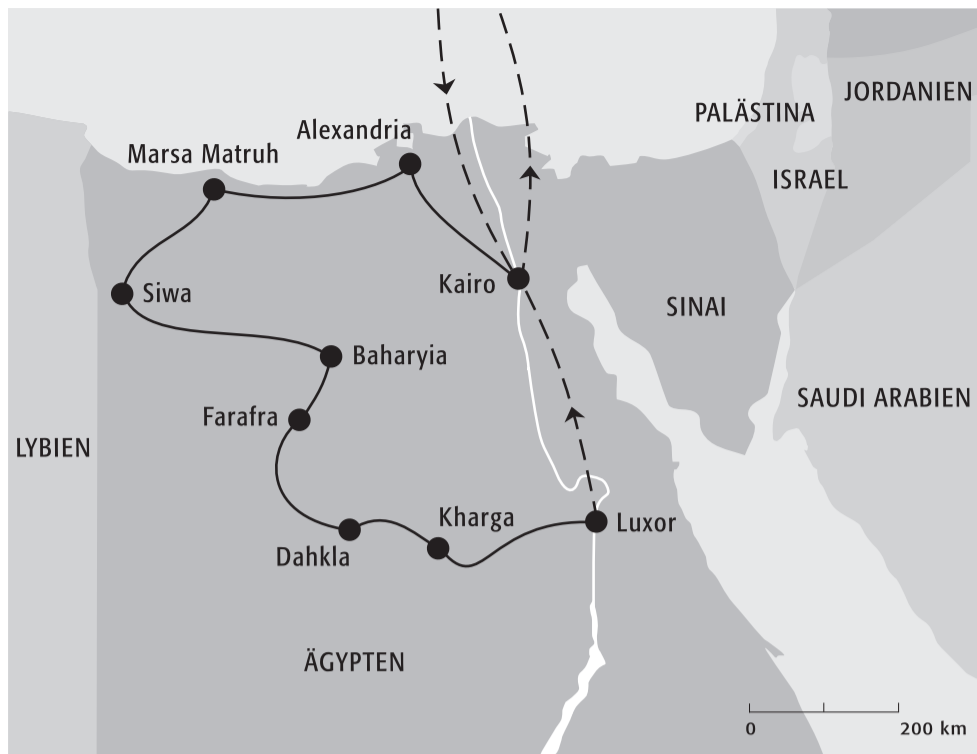 JORDANIEN
PALÄSTINA
Alexandria
Marsa Matruh
ISRAEL
Kairo
Siwa
SINAI
Baharyia
SAUDI ARABIEN
Farafra
LYBIEN
Kharga
Luxor
Dahkla
ÄGYPTEN
0 200 km